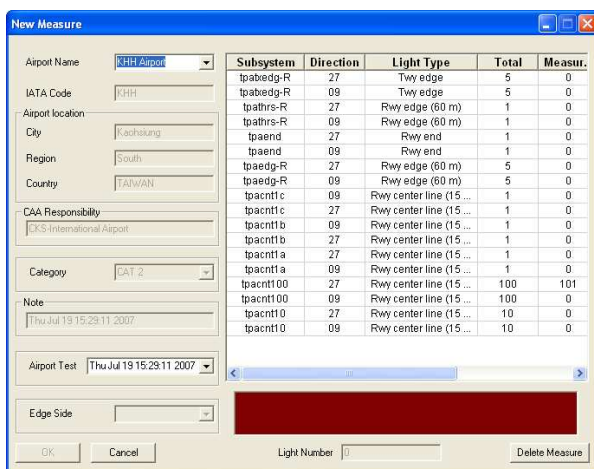 New Measure
Airport Name KHH Airport
IATA Code KHH
Airport location
City Kaohsiung
Region South
Country TAIWAN
CAA Responsibility
CKS-International Airport
Category CAT 2
Note
Thu Jul 19 15:29:11 2007
Airport Test Thu Jul 19 15:29:11 2007
Edge Side
OK Cancel
Subsystem Direction Light Type Total Measur.
tpatxedg-R 27 Twy edge 5 0
tpatxedg-R 09 Twy edge 5 0
tpathrs-R 27 Rwy edge (60 m) 1 0
tpathrs-R 09 Rwy edge (60 m) 1 0
tpaend 27 Rwy end 1 0
tpaend 09 Rwy end 1 0
tpaedg-R 27 Rwy edge (60 m) 5 0
tpaedg-R 09 Rwy edge (60 m) 5 0
tpacnt1c 09 Rwy center line (15 ... 1 0
tpacnt1c 27 Rwy center line (15 ... 1 0
tpacnt1b 09 Rwy center line (15 ... 1 0
tpacnt1b 27 Rwy center line (15 ... 1 0
tpacnt1a 27 Rwy center line (15 ... 1 0
tpacnt1a 09 Rwy center line (15 ... 1 0
tpacnt100 27 Rwy center line (15 ... 100 101
tpacnt100 09 Rwy center line (15 ... 100 0
tpacnt10 27 Rwy center line (15 ... 10 0
tpacnt10 09 Rwy center line (15 ... 10 0
Light Number 0
Delete Measure